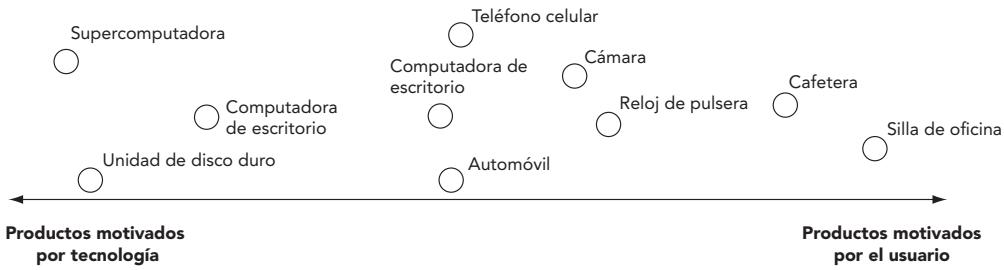 Teléfono celular
Supercomputadora
Cámara
Computadora de
escritorio
Cafetera
Computadora
de escritorio
Reloj de pulsera
Silla de oficina
Unidad de disco duro
Automóvil
Productos motivados
por tecnología
Productos motivados
por el usuario